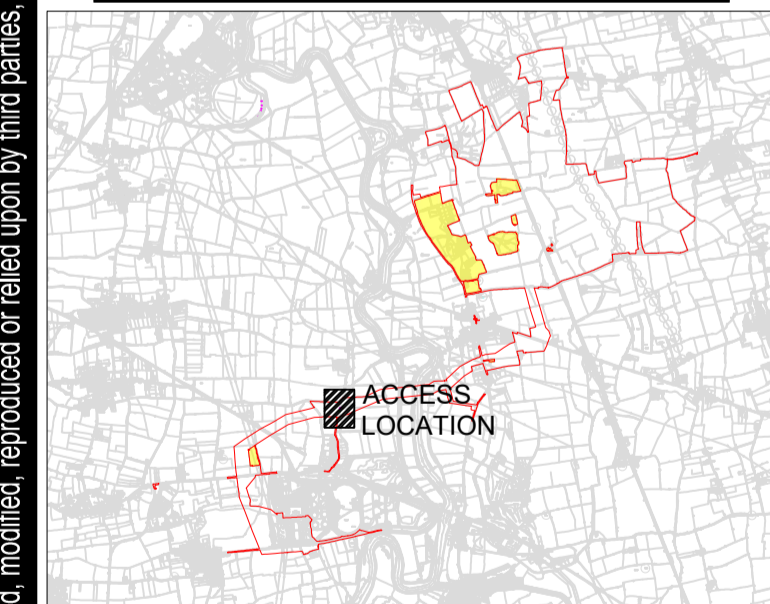 d, modified, reproduced or relied upon by third parties,
ACCESS
LOCATION